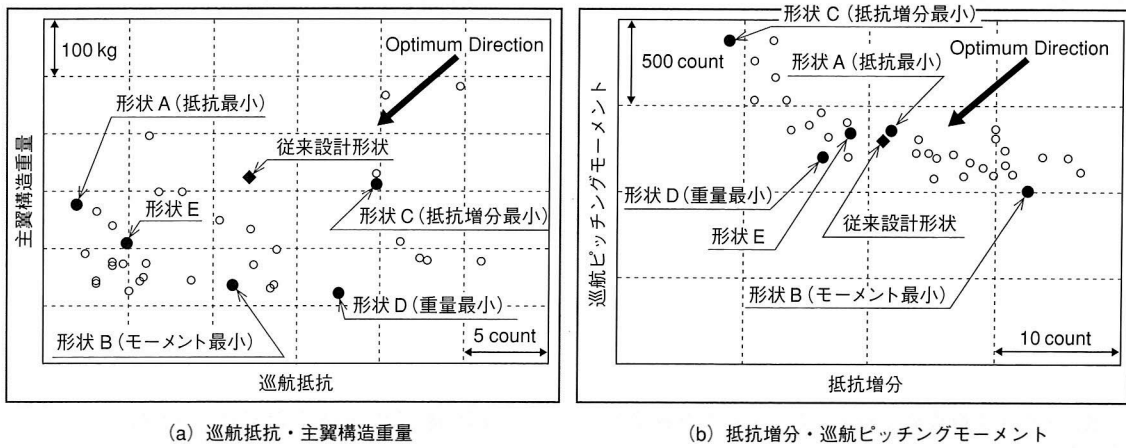 100 kg
Optimum Direction
形状 A (抵抗最小)
従来設計形状
形状 E
形状 C (抵抗増分最小)
形状 D (重量最小)
形状 B (モーメント最小)
5 count
主翼構造重量
巡航抵抗
(a) 巡航抵抗・主翼構造重量
形状 C (抵抗増分最小)
500 count
形状 A (抵抗最小)
Optimum Direction
形状 D (重量最小)
形状 E
従来設計形状
形状 B (モーメント最小)
10 count
巡航ピッチングモーメント
抵抗増分
(b) 抵抗増分・巡航ピッチングモーメント